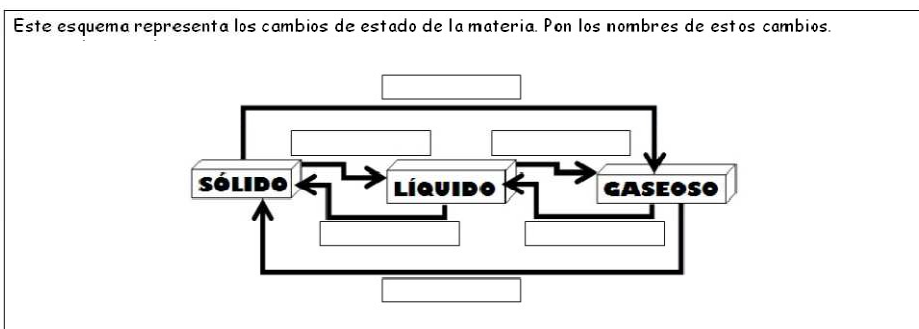 Este esquema representa los cambios de estado de la materia. Pon los nombres de estos cambios.
SÓLIDO
LÍQUIDO
GASEOSO